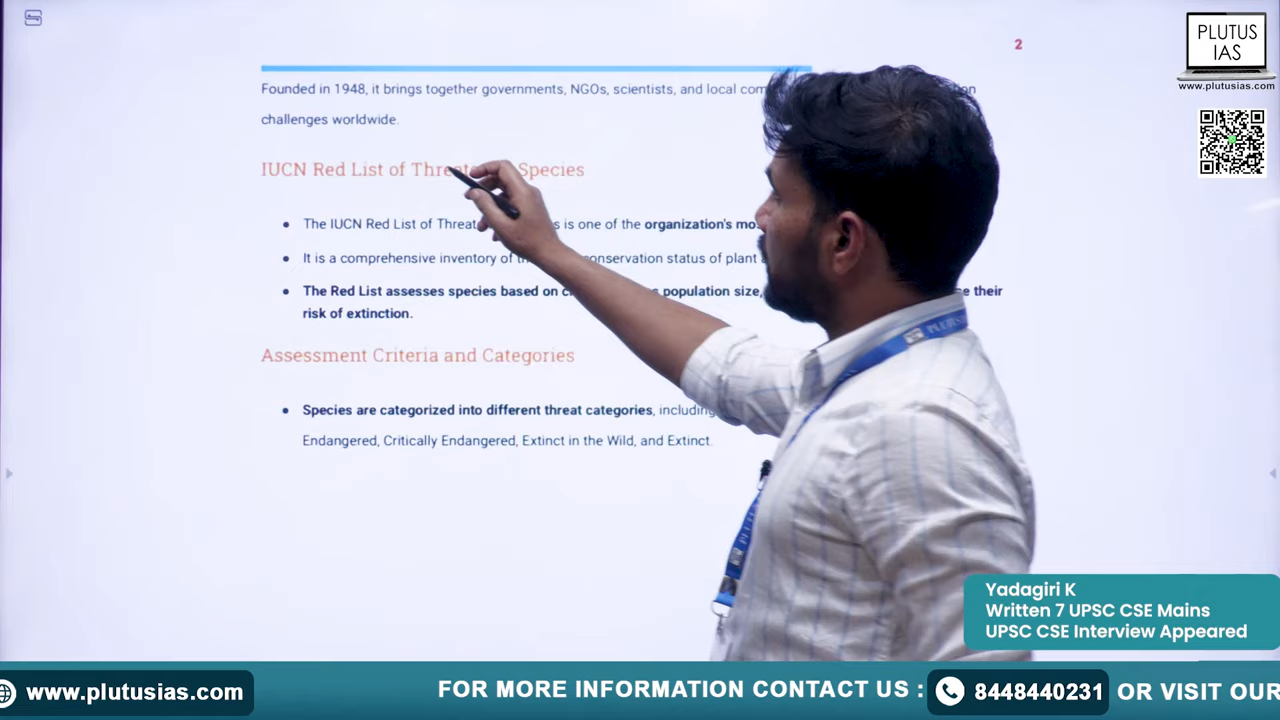 2
PLUTUS
IAS
www.plutusias.com
Founded in 1948, it brings together governments, NGOs, scientists, and local
challenges worldwide.
IUCN Red List of Species
The IUCN Red List of is one of the organization's
It is a comprehensive inventory of conservation status of plant
The Red List assesses species based on population size, their
risk of extinction.
Assessment Criteria and Categories
Species are categorized into different threat categories, including
Endangered, Critically Endangered, Extinct in the Wild, and Extinct.
Yadagiri K
Written 7 UPSC CSE Mains
UPSC CSE Interview Appeared
www.plutusias.com FOR MORE INFORMATION CONTACT US : 8448440231 OR VISIT OUR